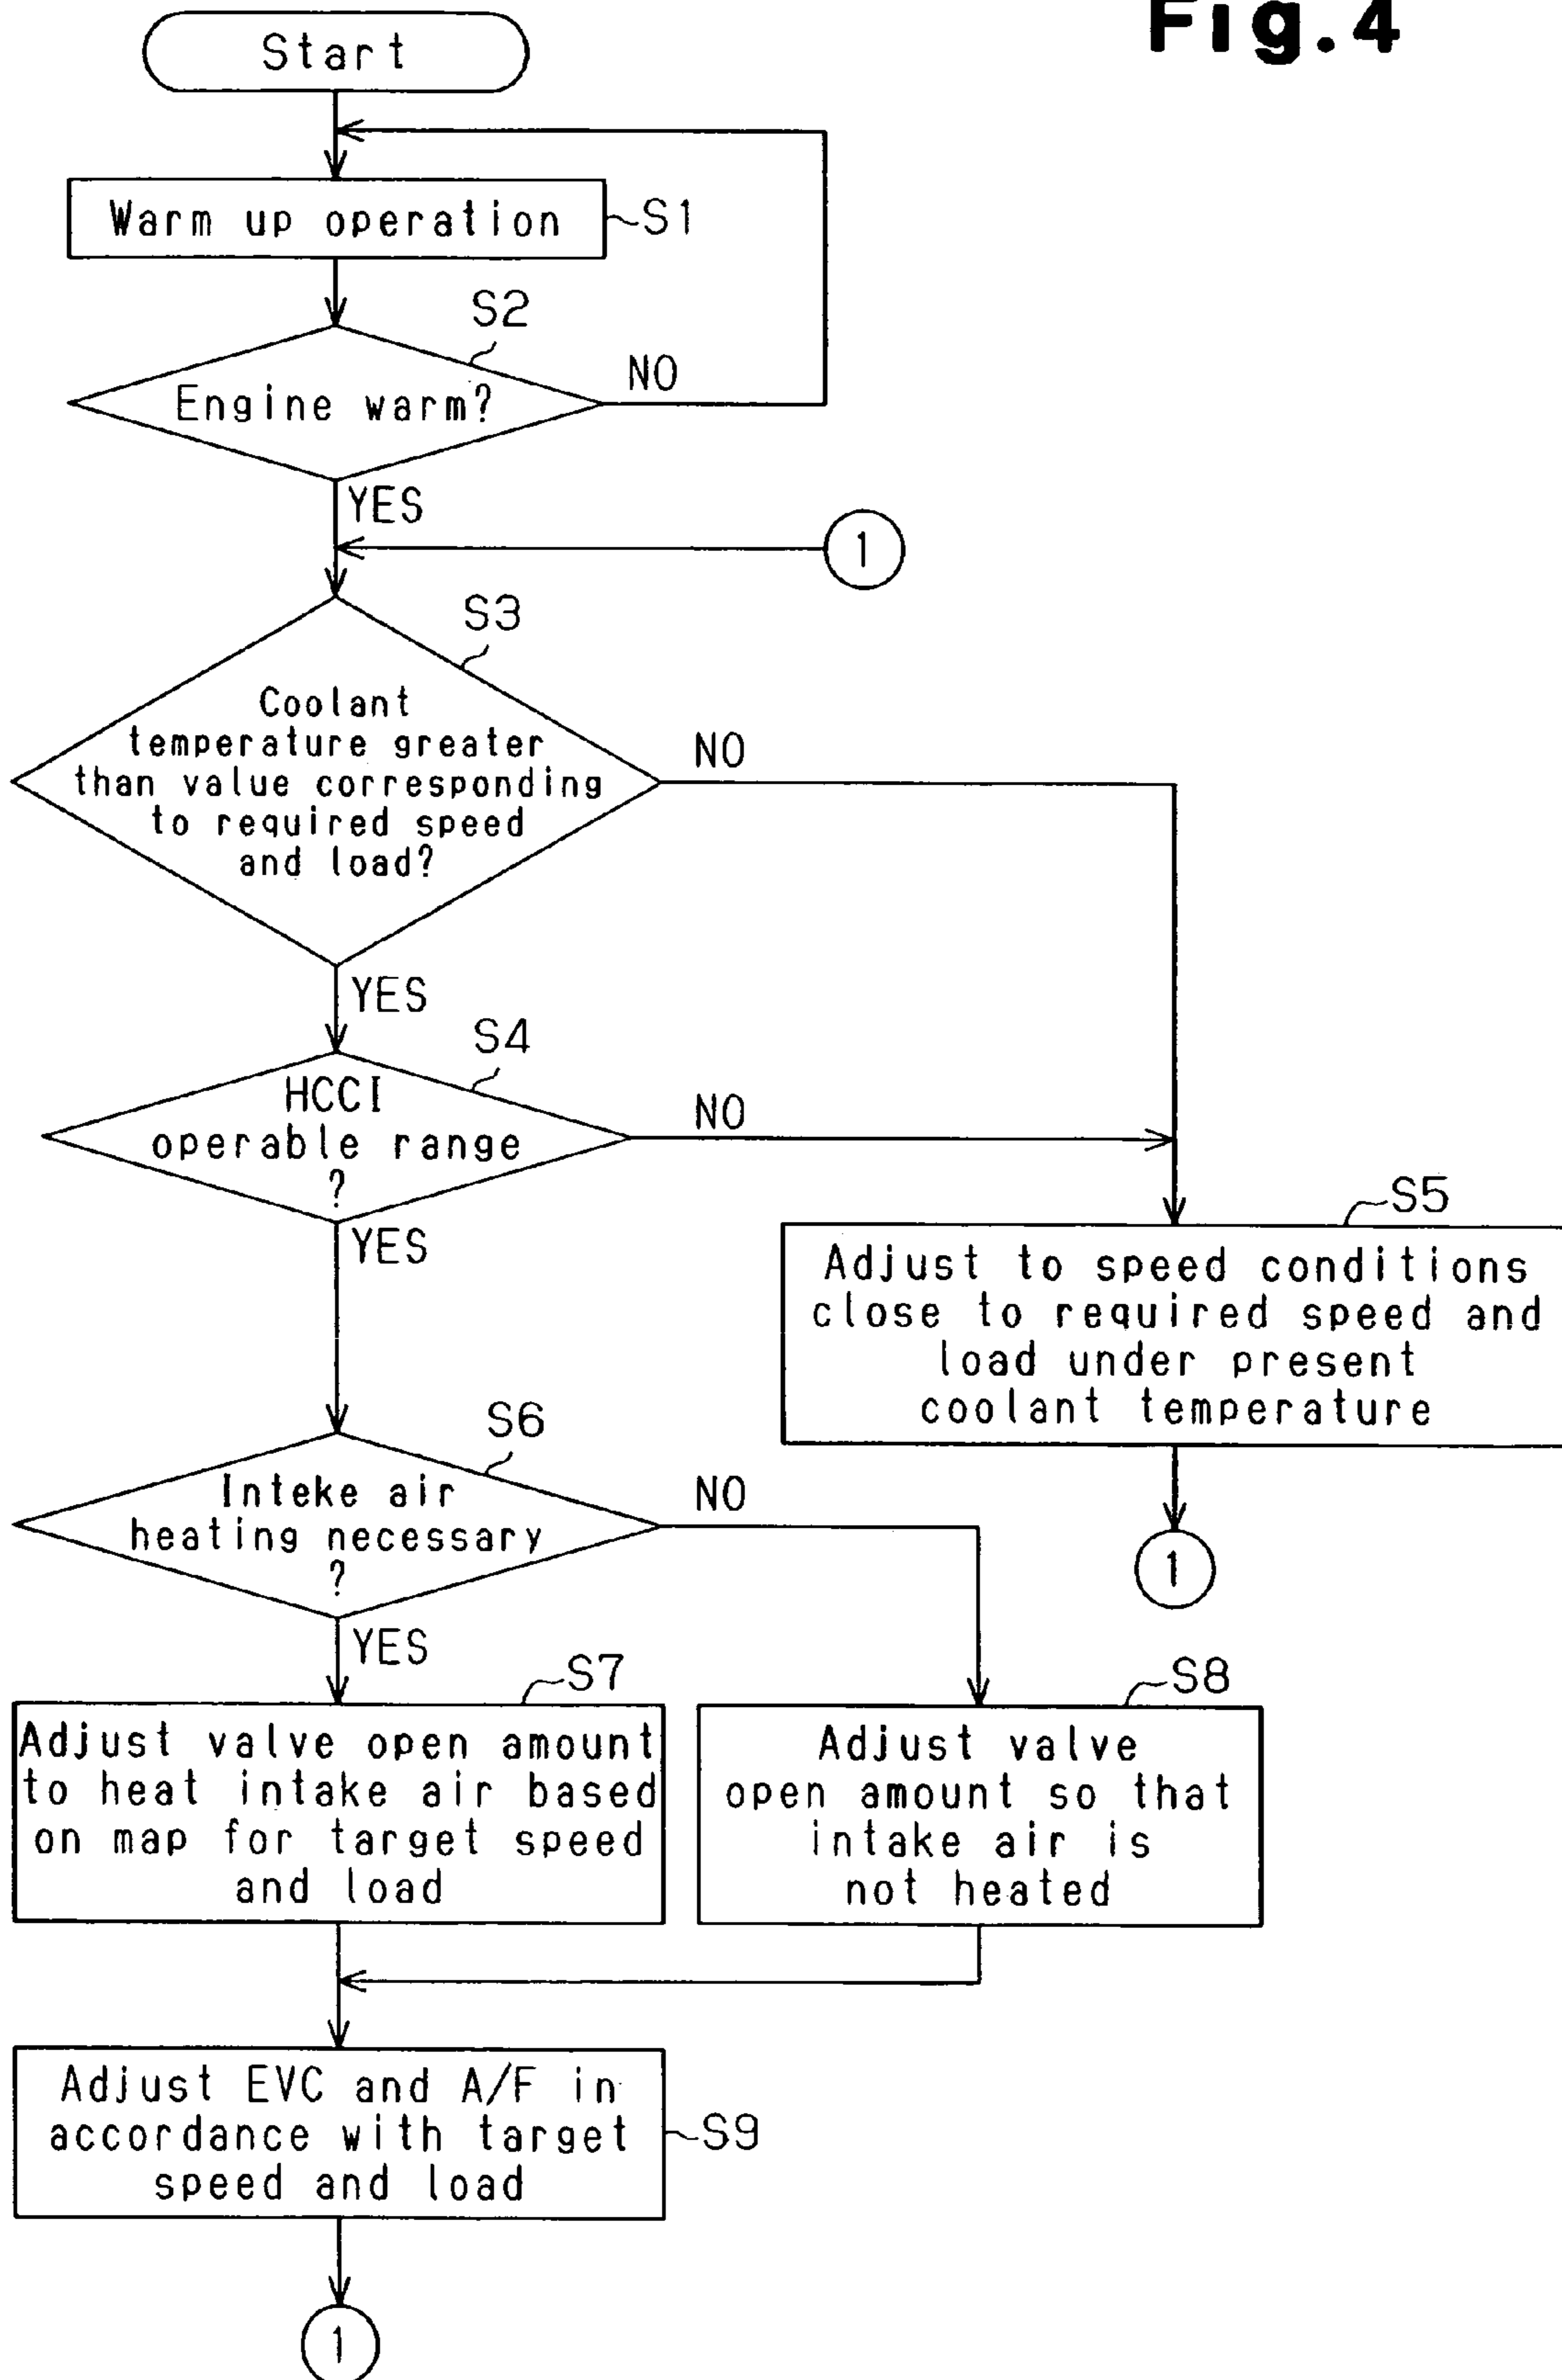 Fig.4
Start
Warm up operation
S1
S2
Engine warm?
NO
YES
1
S3
Coolant
temperature greater
than value corresponding
to required speed
and load?
NO
YES
S4
HCCI
operable range
?
NO
YES
S5
Adjust to speed conditions
close to required speed and
load under present
coolant temperature
1
S6
Inteke air
heating necessary
?
NO
YES
S7
Adjust valve open amount
to heat intake air based
on map for target speed
and load
S8
Adjust valve
open amount so that
intake air is
not heated
Adjust EVC and A/F in
accordance with target
speed and load
S9
1